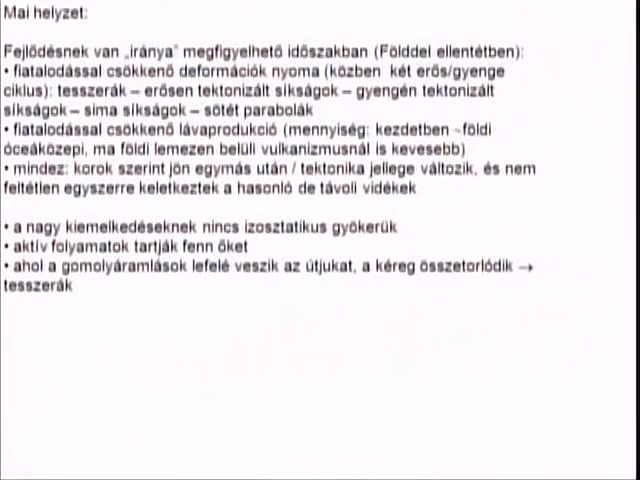 Mai helyzet:
Fejlődésnek van „iránya” megfigyelhető időszakban (Földdel ellentétben):
• fiatalodással csökkenő deformációk nyoma (közben két erős/gyenge
ciklus): tesszerák – erősen tektonizált síkságok – gyengén tektonizált
síkságok – sima síkságok – sötét parabolák
• fiatalodással csökkenő lávaprodukció (mennyiség: kezdetben ~földi
óceáközepi, ma földi lemezen belüli vulkanizmusnál is kevesebb)
• mindez: korok szerint jön egymás után / tektonika jellege változik, és nem
feltétlen egyszerre keletkeztek a hasonló de távoli vidékek
• a nagy kiemelkedéseknek nincs izosztatikus gyökerük
• aktív folyamatok tartják fenn őket
• ahol a gomolyáramlások lefelé veszik az útjukat, a kéreg összetorlódik →
tesszerák